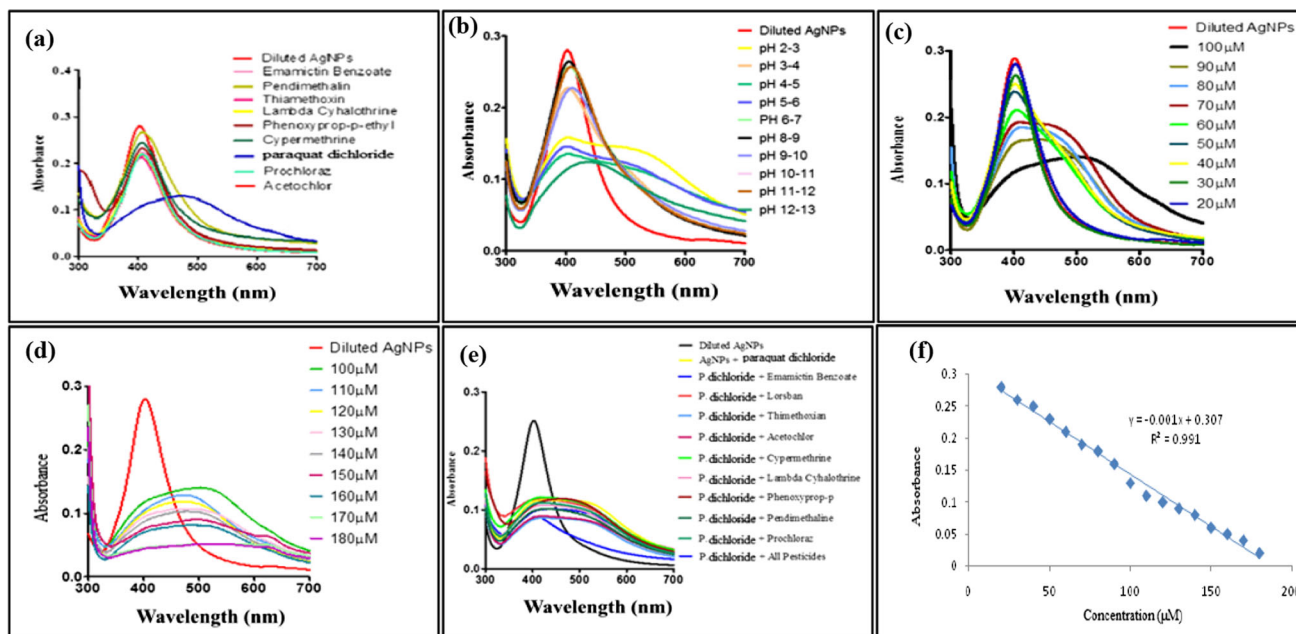 (a)
Diluted AgNPs
Emamictin Benzoate
Pendimethalin
Thiamethoxin
Lambda Cyhalothrine
Phenoxyprop-p-ethyl
Cypermethrine
paraquat dichloride
Prochloraz
Acetochlor
0.4
0.3
0.2
0.1
0.0
Absorbance
300 400 500 600 700
Wavelength (nm)
(b)
Diluted AgNPs
pH 2-3
pH 3-4
pH 4-5
pH 5-6
PH 6-7
pH 8-9
pH 9-10
pH 10-11
pH 11-12
pH 12-13
0.3
0.2
0.1
0.0
Absorbance
300 400 500 600 700
Wavelength (nm)
(c)
Diluted AgNPs
100µM
90µM
80µM
70µM
60µM
50µM
40µM
30µM
20µM
0.3
0.2
0.1
0.0
Absorbance
300 400 500 600 700
Wavelength (nm)
(d)
Diluted AgNPs
100µM
110µM
120µM
130µM
140µM
150µM
160µM
170µM
180µM
0.3
0.2
0.1
0.0
Absorbance
300 400 500 600 700
Wavelength (nm)
(e)
Diluted AgNPs
AgNPs + paraquat dichloride
P dichloride + Emamictin Benzoate
P dichloride + Lorsban
P dichloride + Thimethoxian
P dichloride + Acetochlor
P dichloride + Cypermethrine
P dichloride + Lambda Cyhalothrine
P dichloride + Phenoxyprop-p
P dichloride + Pendimethaline
P dichloride + Prochloraz
P dichloride + All Pesticides
0.3
0.2
0.1
0.0
Absorbance
300 400 500 600 700
Wavelength (nm)
(f)
0.3
0.25
0.2
0.15
0.1
0.05
0
Absorbance
y = -0.001x + 0.307
R² = 0.991
0 50 100 150 200
Concentration (µM)